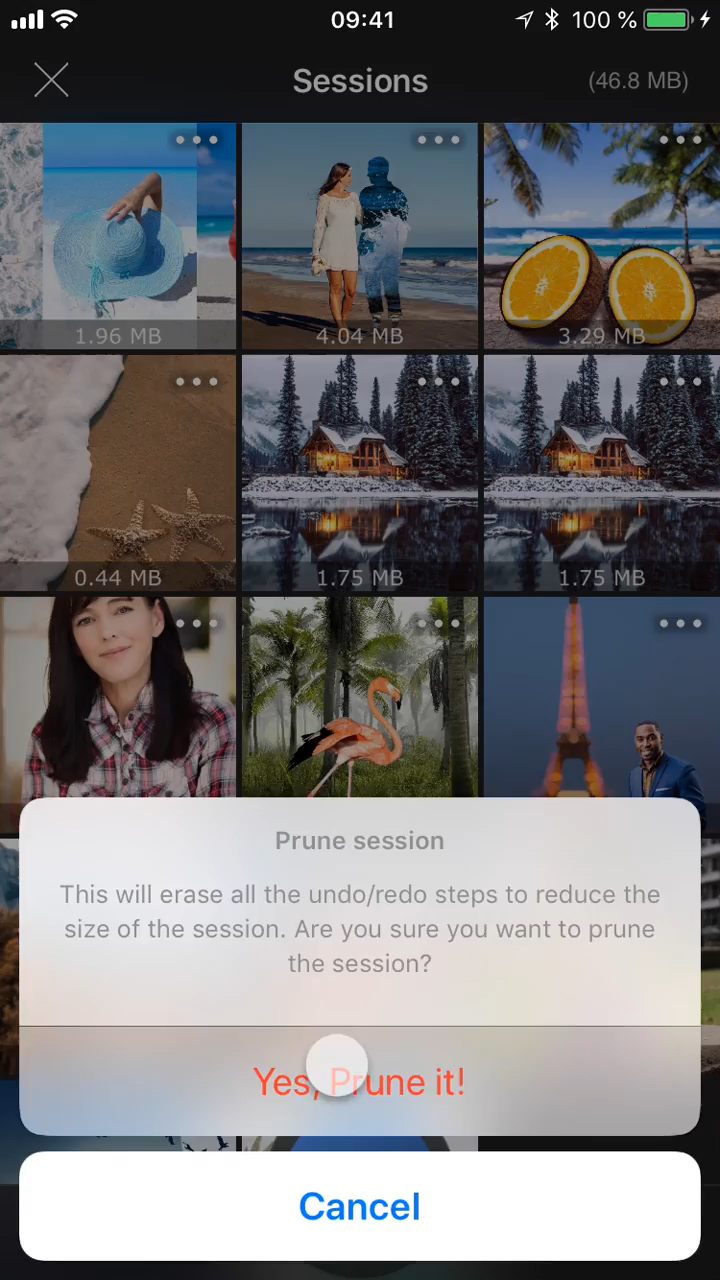 09:41
100 %
Sessions
(46.8 MB)
1.96 MB
4.04 MB
3.29 MB
0.44 MB
1.75 MB
1.75 MB
Prune session
This will erase all the undo/redo steps to reduce the
size of the session. Are you sure you want to prune
the session?
Yes, Prune it!
Cancel